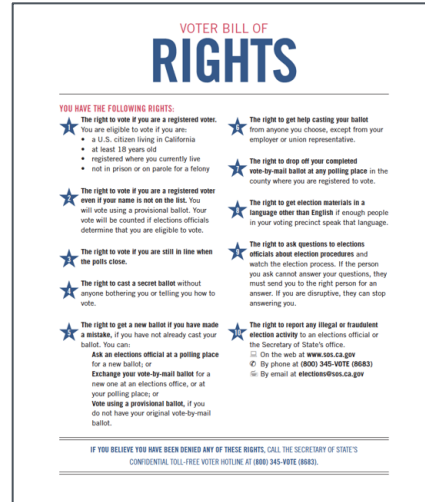 VOTER BILL OF
RIGHTS
YOU HAVE THE FOLLOWING RIGHTS:
1
The right to vote if you are a registered voter.
You are eligible to vote if you are:
• a U.S. citizen living in California
• at least 18 years old
• registered where you currently live
• not in prison or on parole for a felony
2
The right to vote if you are a registered voter
even if your name is not on the list. You
will vote using a provisional ballot. Your
vote will be counted if elections officials
determine that you are eligible to vote.
3
The right to vote if you are still in line when
the polls close.
4
The right to cast a secret ballot without
anyone bothering you or telling you how to
vote.
5
The right to get a new ballot if you have made
a mistake, if you have not already cast your
ballot. You can:
Ask an elections official at a polling place
for a new ballot; or
Exchange your vote-by-mail ballot for a
new one at an elections office, or at
your polling place; or
Vote using a provisional ballot, if you
do not have your original vote-by-mail
ballot.
6
The right to get help casting your ballot
from anyone you choose, except from your
employer or union representative.
7
The right to drop off your completed
vote-by-mail ballot at any polling place in the
county where you are registered to vote.
8
The right to get election materials in a
language other than English if enough people
in your voting precinct speak that language.
9
The right to ask questions to elections
officials about election procedures and
watch the election process. If the person
you ask cannot answer your questions, they
must send you to the right person for an
answer. If you are disruptive, they can stop
answering you.
10
The right to report any illegal or fraudulent
election activity to an elections official or
the Secretary of State's office.
On the web at www.sos.ca.gov
By phone at (800) 345-VOTE (8683)
By email at elections@sos.ca.gov
IF YOU BELIEVE YOU HAVE BEEN DENIED ANY OF THESE RIGHTS, CALL THE SECRETARY OF STATE'S
CONFIDENTIAL TOLL-FREE VOTER HOTLINE AT (800) 345-VOTE (8683).